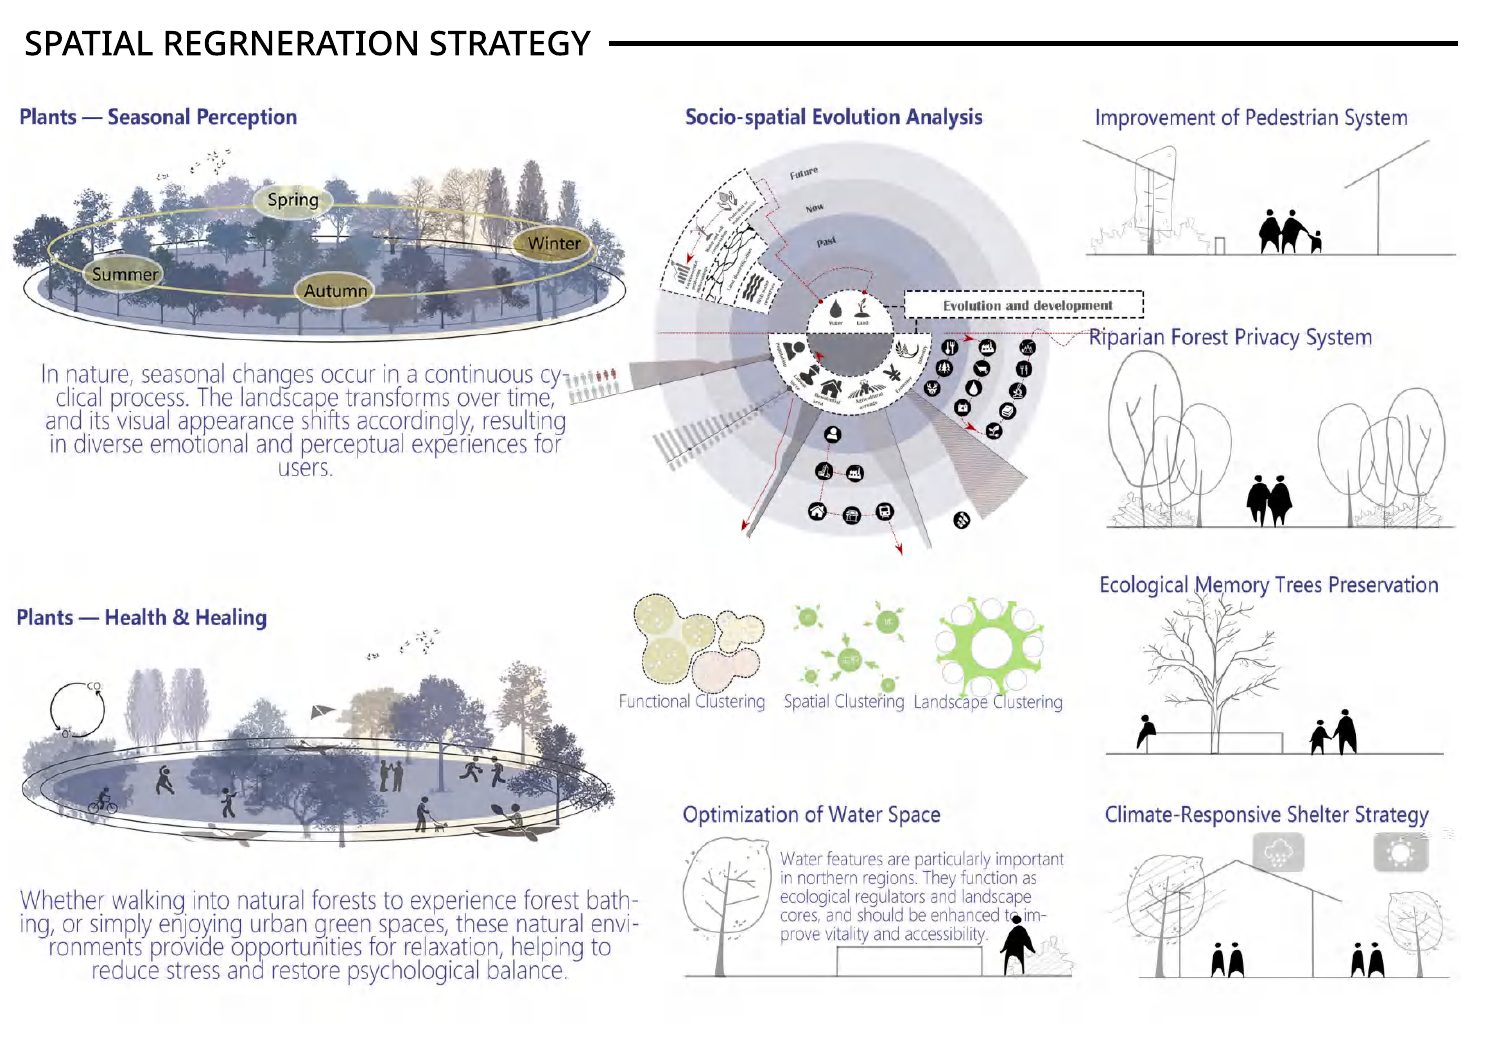 SPATIAL REGRNERATION STRATEGY
Plants — Seasonal Perception
Spring
Winter
Summer
Autumn
In nature, seasonal changes occur in a continuous cy-
clical process. The landscape transforms over time,
and its visual appearance shifts accordingly, resulting
in diverse emotional and perceptual experiences for
users.
Plants — Health & Healing
CO
Whether walking into natural forests to experience forest bath-
ing, or simply enjoying urban green spaces, these natural envi-
ronments provide opportunities for relaxation, helping to
reduce stress and restore psychological balance.
Socio-spatial Evolution Analysis
Future
Now
Past
Water
Land
Evolution and development
Functional Clustering
Spatial Clustering
Landscape Clustering
Optimization of Water Space
Water features are particularly important
in northern regions. They function as
ecological regulators and landscape
cores, and should be enhanced to im-
prove vitality and accessibility.
Improvement of Pedestrian System
Riparian Forest Privacy System
Ecological Memory Trees Preservation
Climate-Responsive Shelter Strategy